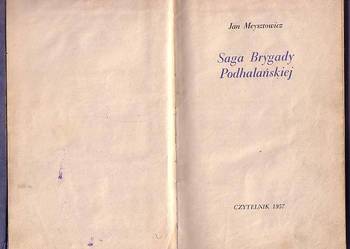 Jan Meysztowicz
Saga Brygady
Podhalańskiej
CZYTELNIK 1957